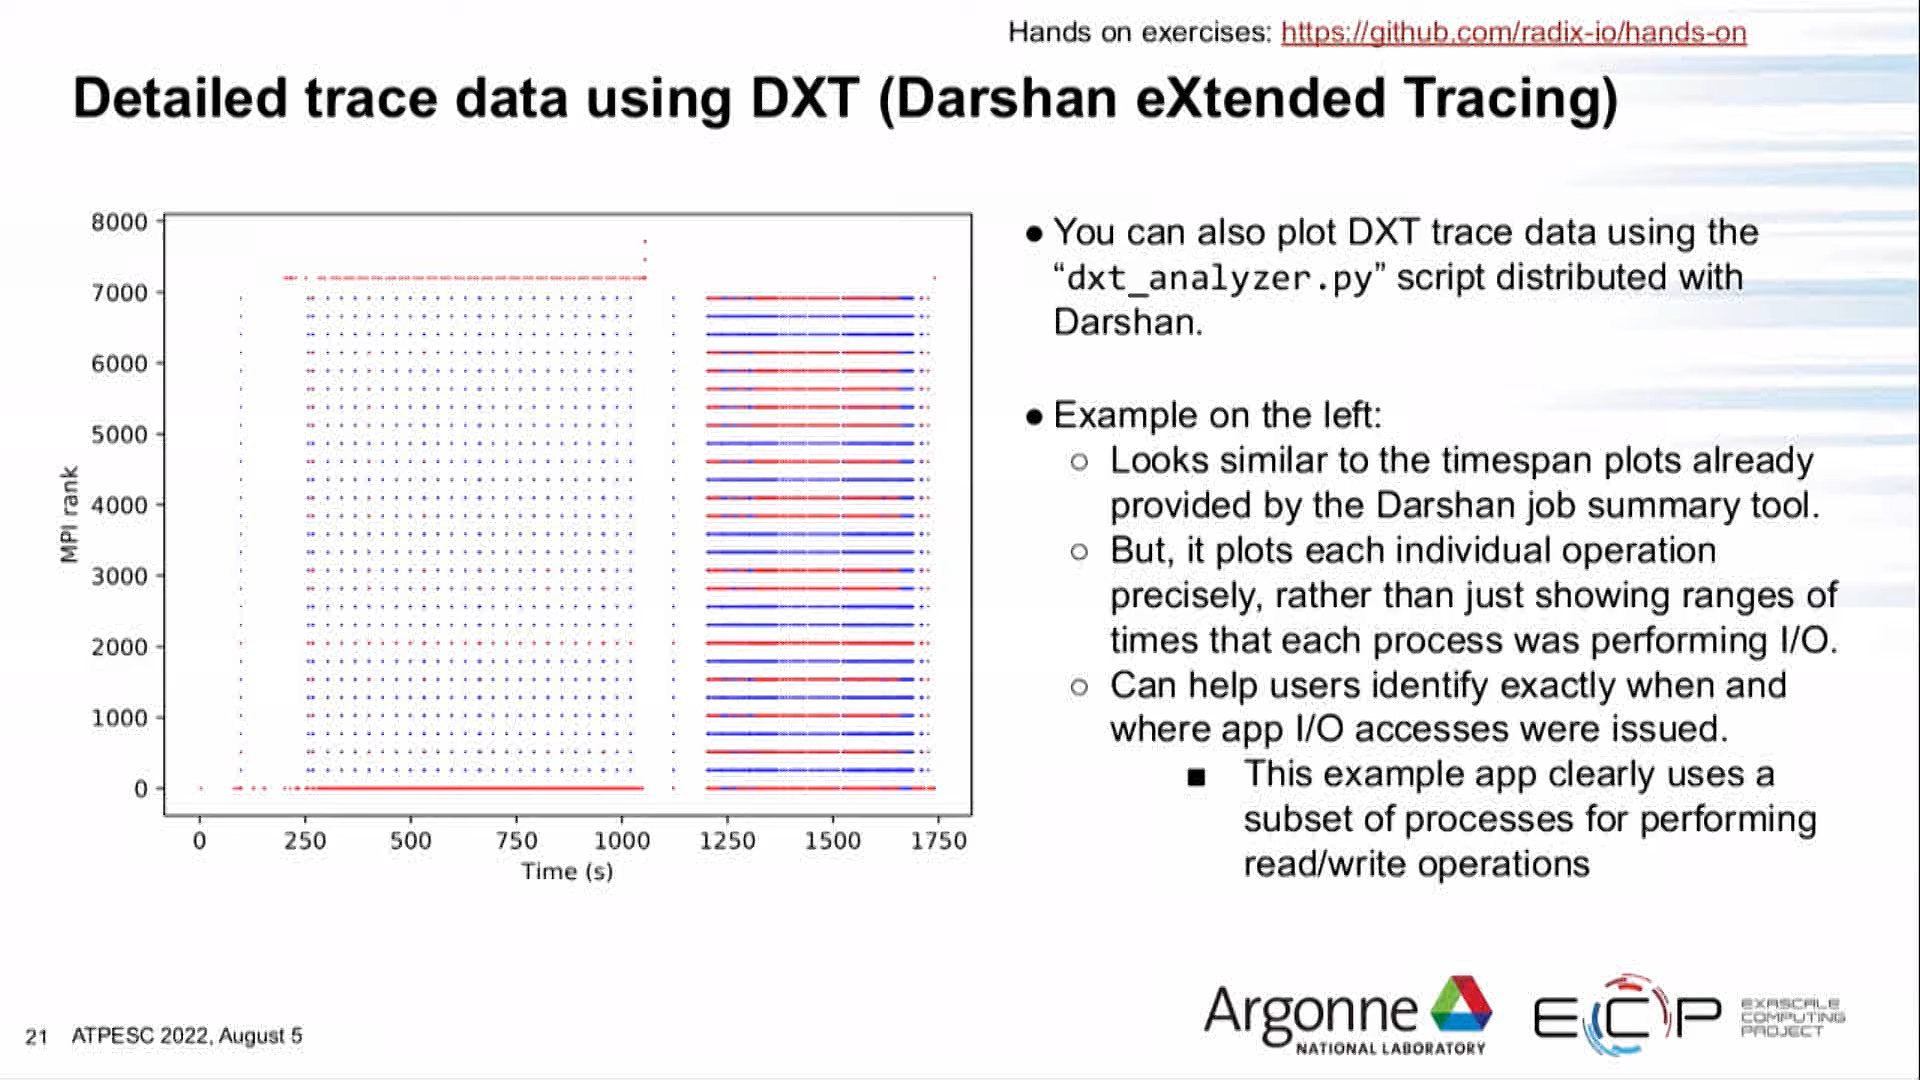 Hands on exercises: https://github.com/radix-io/hands-on
Detailed trace data using DXT (Darshan eXtended Tracing)
8000
7000
6000
5000
4000
3000
2000
1000
0
MPI rank
0 250 500 750 1000 1250 1500 1750
Time (s)
● You can also plot DXT trace data using the
“dxt_analyzer.py” script distributed with
Darshan.
● Example on the left:
○ Looks similar to the timespan plots already
provided by the Darshan job summary tool.
○ But, it plots each individual operation
precisely, rather than just showing ranges of
times that each process was performing I/O.
○ Can help users identify exactly when and
where app I/O accesses were issued.
■ This example app clearly uses a
subset of processes for performing
read/write operations
21 ATPESC 2022, August 5
Argonne
NATIONAL LABORATORY
ECP
EXASCALE
COMPUTING
PROJECT